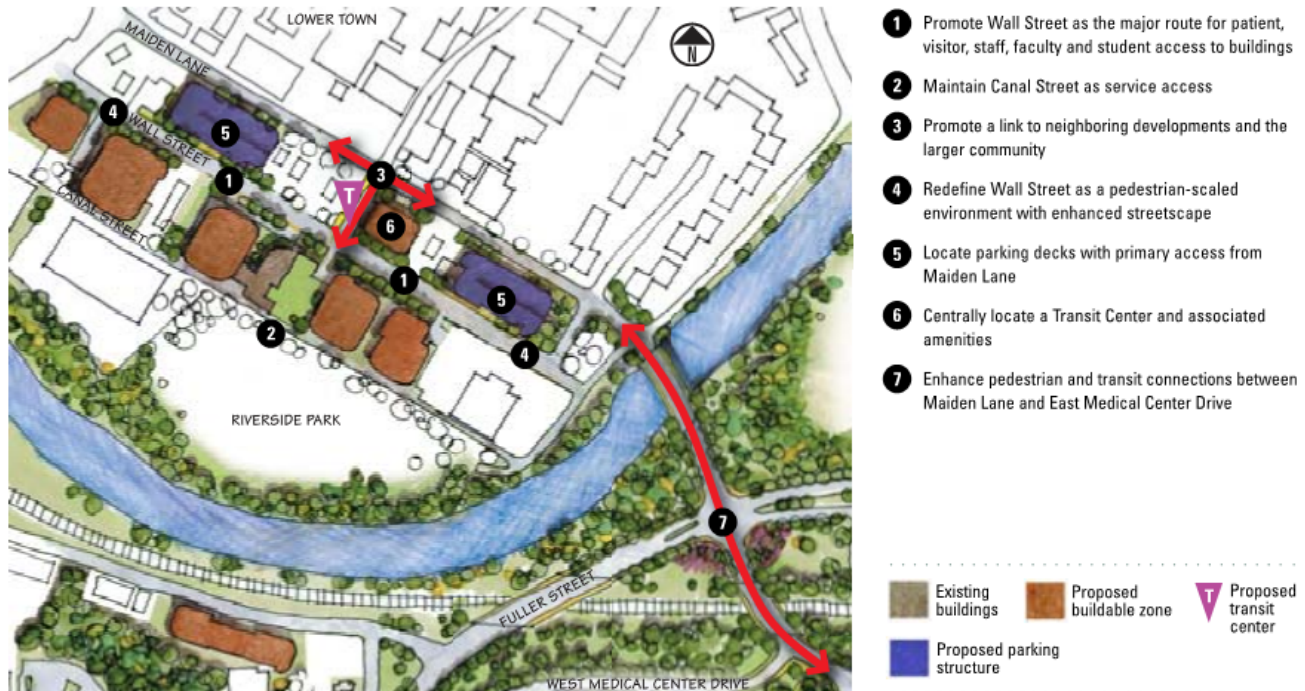 LOWER TOWN
MAIDEN LANE
N
4
5
WALL STREET
1
3
T
CANAL STREET
6
1
5
2
4
RIVERSIDE PARK
7
FULLER STREET
WEST MEDICAL CENTER DRIVE
1 Promote Wall Street as the major route for patient,
visitor, staff, faculty and student access to buildings
2 Maintain Canal Street as service access
3 Promote a link to neighboring developments and the
larger community
4 Redefine Wall Street as a pedestrian-scaled
environment with enhanced streetscape
5 Locate parking decks with primary access from
Maiden Lane
6 Centrally locate a Transit Center and associated
amenities
7 Enhance pedestrian and transit connections between
Maiden Lane and East Medical Center Drive
Existing
buildings
Proposed
buildable zone
T
Proposed
transit
center
Proposed parking
structure